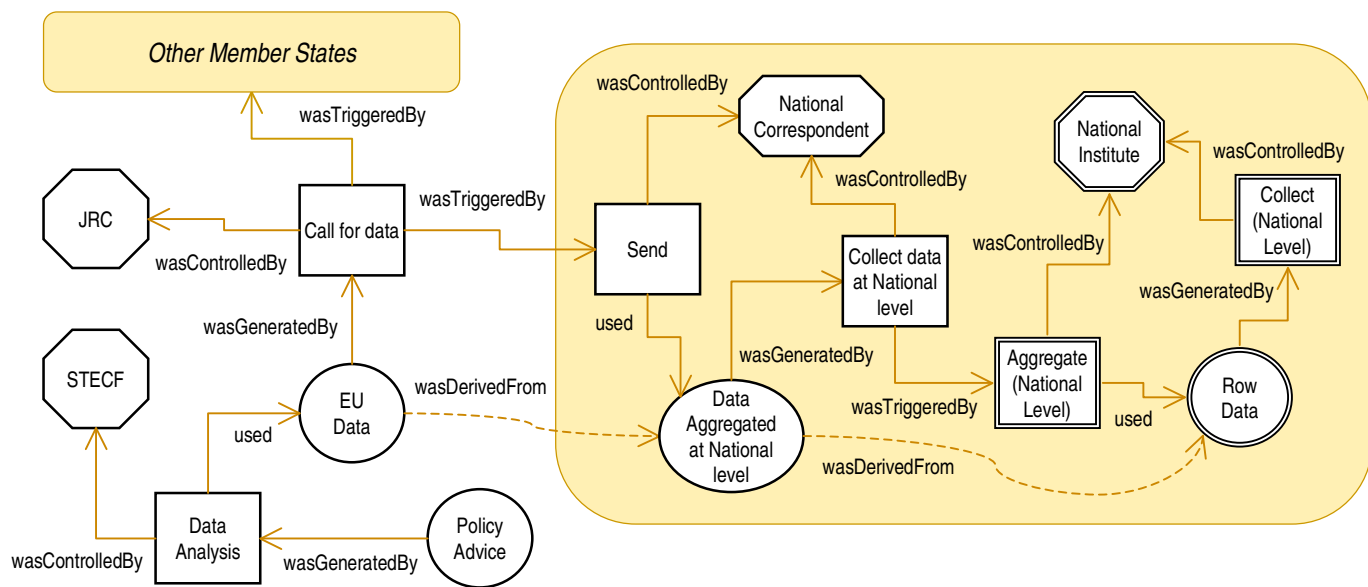 Other Member States
wasTriggeredBy
wasControlledBy
National
Correspondent
National
Institute
wasControlledBy
JRC
Call for data
wasTriggeredBy
wasControlledBy
Collect
(National
Level)
wasControlledBy
Send
Collect data
at National
level
wasControlledBy
wasGeneratedBy
wasGeneratedBy
used
wasGeneratedBy
STECF
EU
Data
wasDerivedFrom
Data
Aggregated
at National
level
wasTriggeredBy
Aggregate
(National
Level)
used
Row
Data
used
wasDerivedFrom
Data
Analysis
Policy
Advice
wasControlledBy
wasGeneratedBy